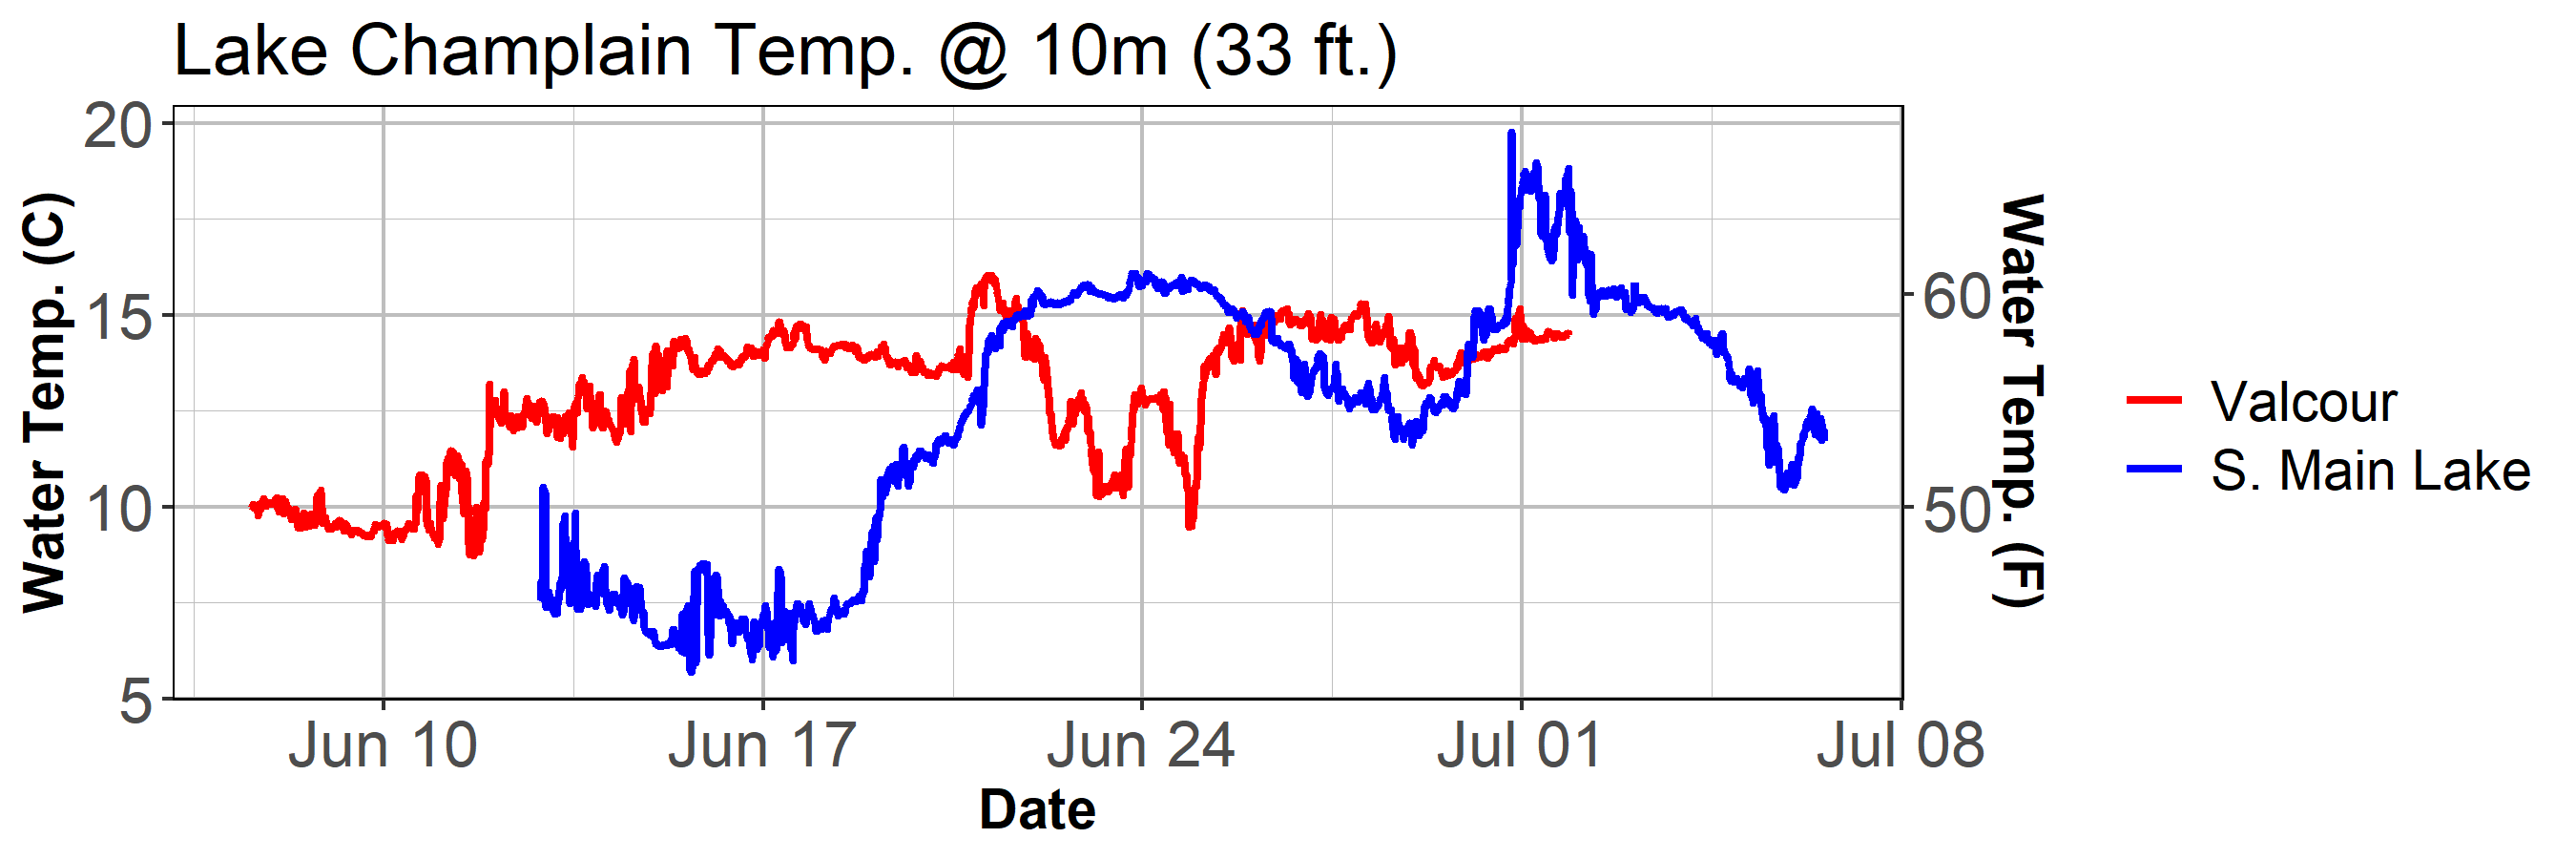 Lake Champlain Temp. @ 10m (33 ft.)
Water Temp. (C)
20
15
10
5
60
50
Water Temp. (F)
Jun 10
Jun 17
Jun 24
Jul 01
Jul 08
Date
Valcour
S. Main Lake